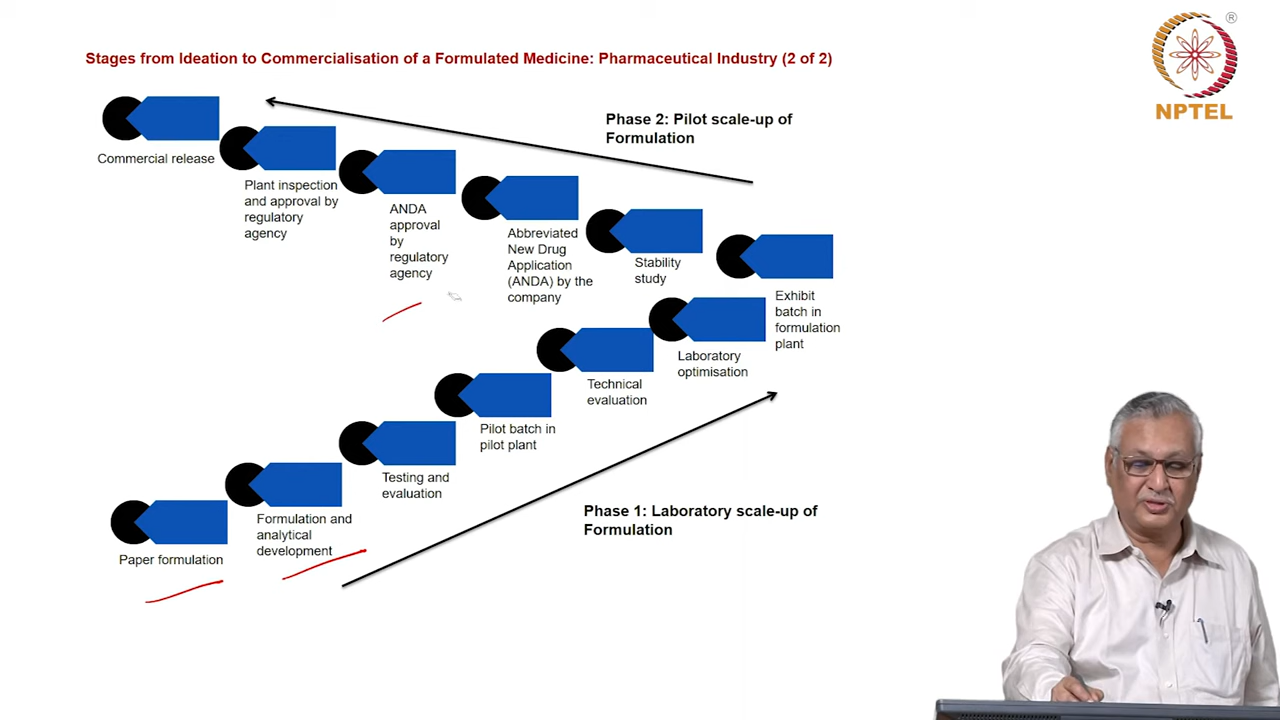 Stages from Ideation to Commercialisation of a Formulated Medicine: Pharmaceutical Industry (2 of 2)
®
NPTEL
Phase 2: Pilot scale-up of
Formulation
Commercial release
Plant inspection
and approval by
regulatory
agency
ANDA
approval
by
regulatory
agency
Abbreviated
New Drug
Application
(ANDA) by the
company
Stability
study
Exhibit
batch in
formulation
plant
Laboratory
optimisation
Technical
evaluation
Pilot batch in
pilot plant
Testing and
evaluation
Formulation and
analytical
development
Paper formulation
Phase 1: Laboratory scale-up of
Formulation